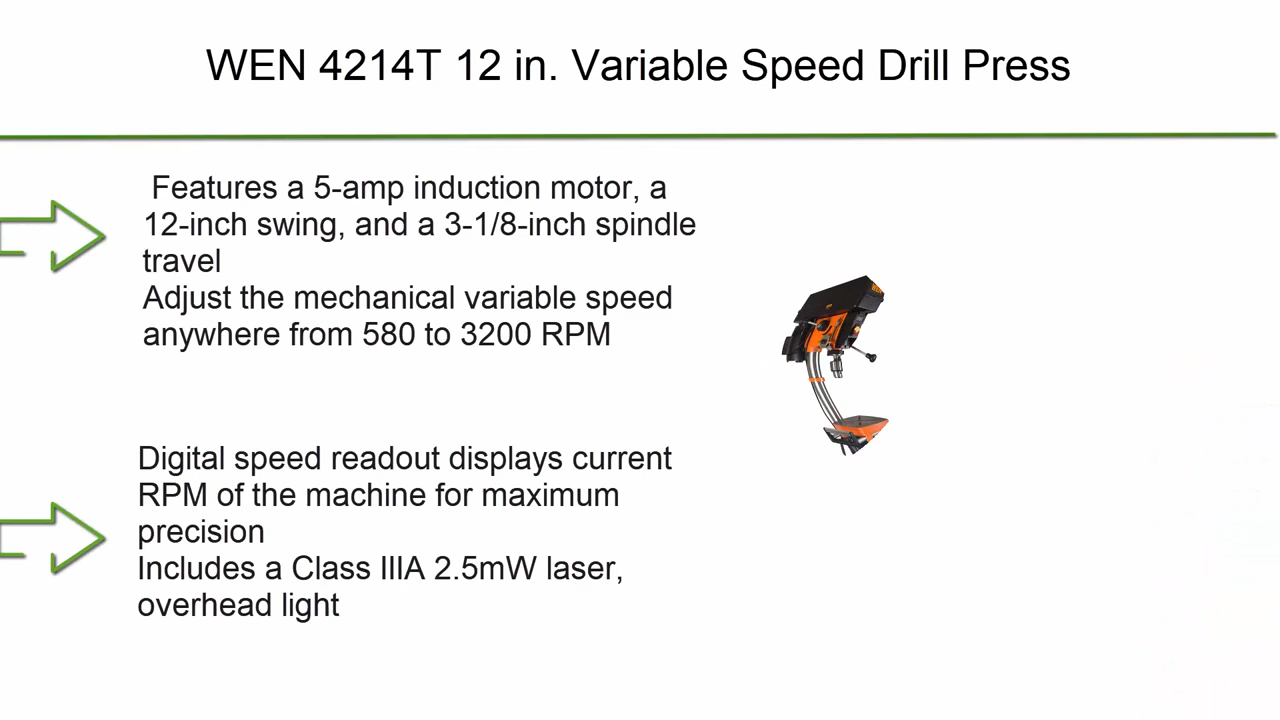 WEN 4214T 12 in. Variable Speed Drill Press
Features a 5-amp induction motor, a
12-inch swing, and a 3-1/8-inch spindle
travel
Adjust the mechanical variable speed
anywhere from 580 to 3200 RPM
Digital speed readout displays current
RPM of the machine for maximum
precision
Includes a Class IIIA 2.5mW laser,
overhead light